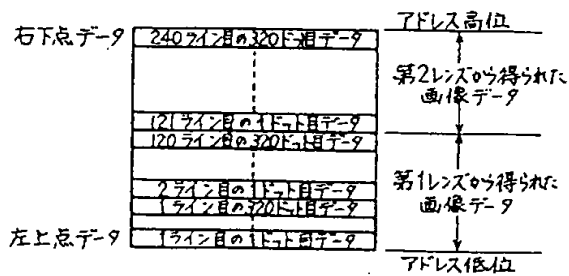 アドレス高位
右下点データ
240ライン目の320ドット目データ
第2レンズから得られた
画像データ
121ライン目の1ドット目データ
120ライン目の320ドット目データ
第1レンズから得られた
画像データ
2ライン目の1ドット目データ
1ライン目の320ドット目データ
左上点データ
1ライン目の1ドット目データ
アドレス低位